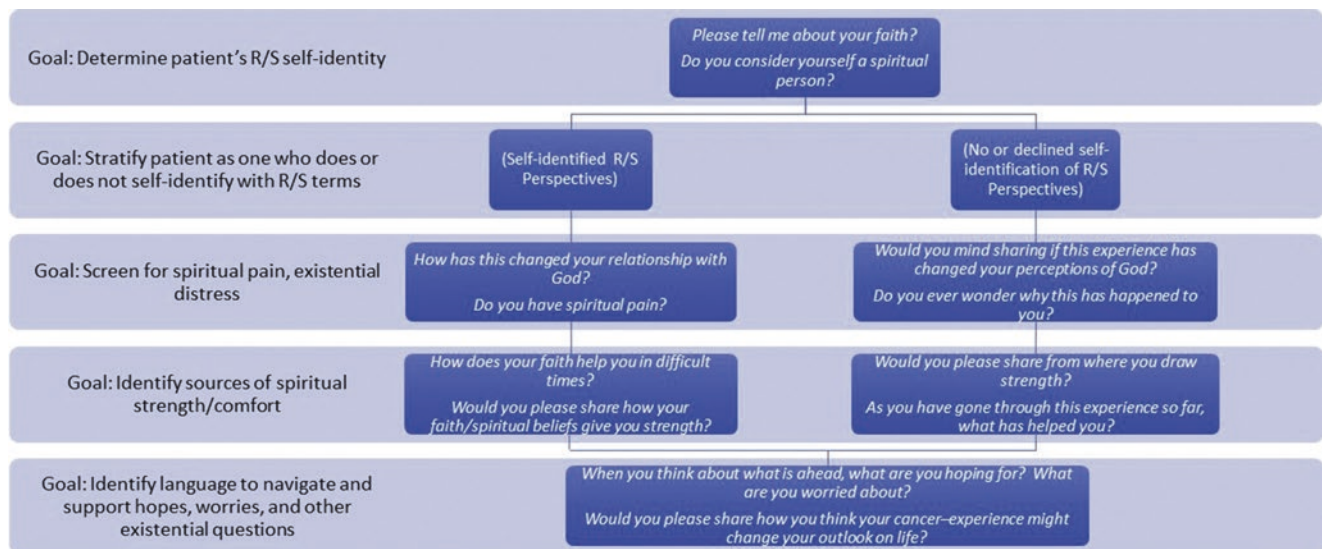 Goal: Determine patient's R/S self-identity
Please tell me about your faith?
Do you consider yourself a spiritual
person?
Goal: Stratify patient as one who does or
does not self-identify with R/S terms
(Self-identified R/S
Perspectives)
(No or declined self-
identification of R/S
Perspectives)
Goal: Screen for spiritual pain, existential
distress
How has this changed your relationship with
God?
Do you have spiritual pain?
Would you mind sharing if this experience has
changed your perceptions of God?
Do you ever wonder why this has happened to
you?
Goal: Identify sources of spiritual
strength/comfort
How does your faith help you in difficult
times?
Would you please share how your
faith/spiritual beliefs give you strength?
Would you please share from where you draw
strength?
As you have gone through this experience so far,
what has helped you?
Goal: Identify language to navigate and
support hopes, worries, and other
existential questions
When you think about what is ahead, what are you hoping for?  What
are you worried about?
Would you please share how you think your cancer–experience might
change your outlook on life?